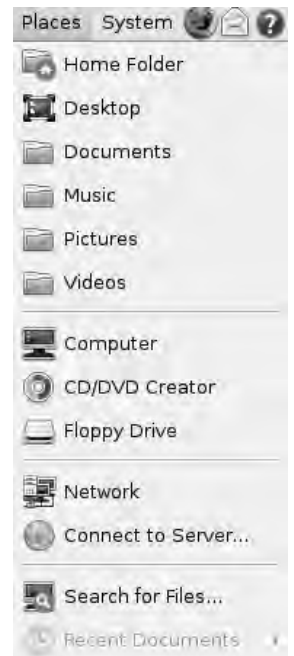 Places System
Home Folder
Desktop
Documents
Music
Pictures
Videos
Computer
CD/DVD Creator
Floppy Drive
Network
Connect to Server...
Search for Files...
Recent Documents